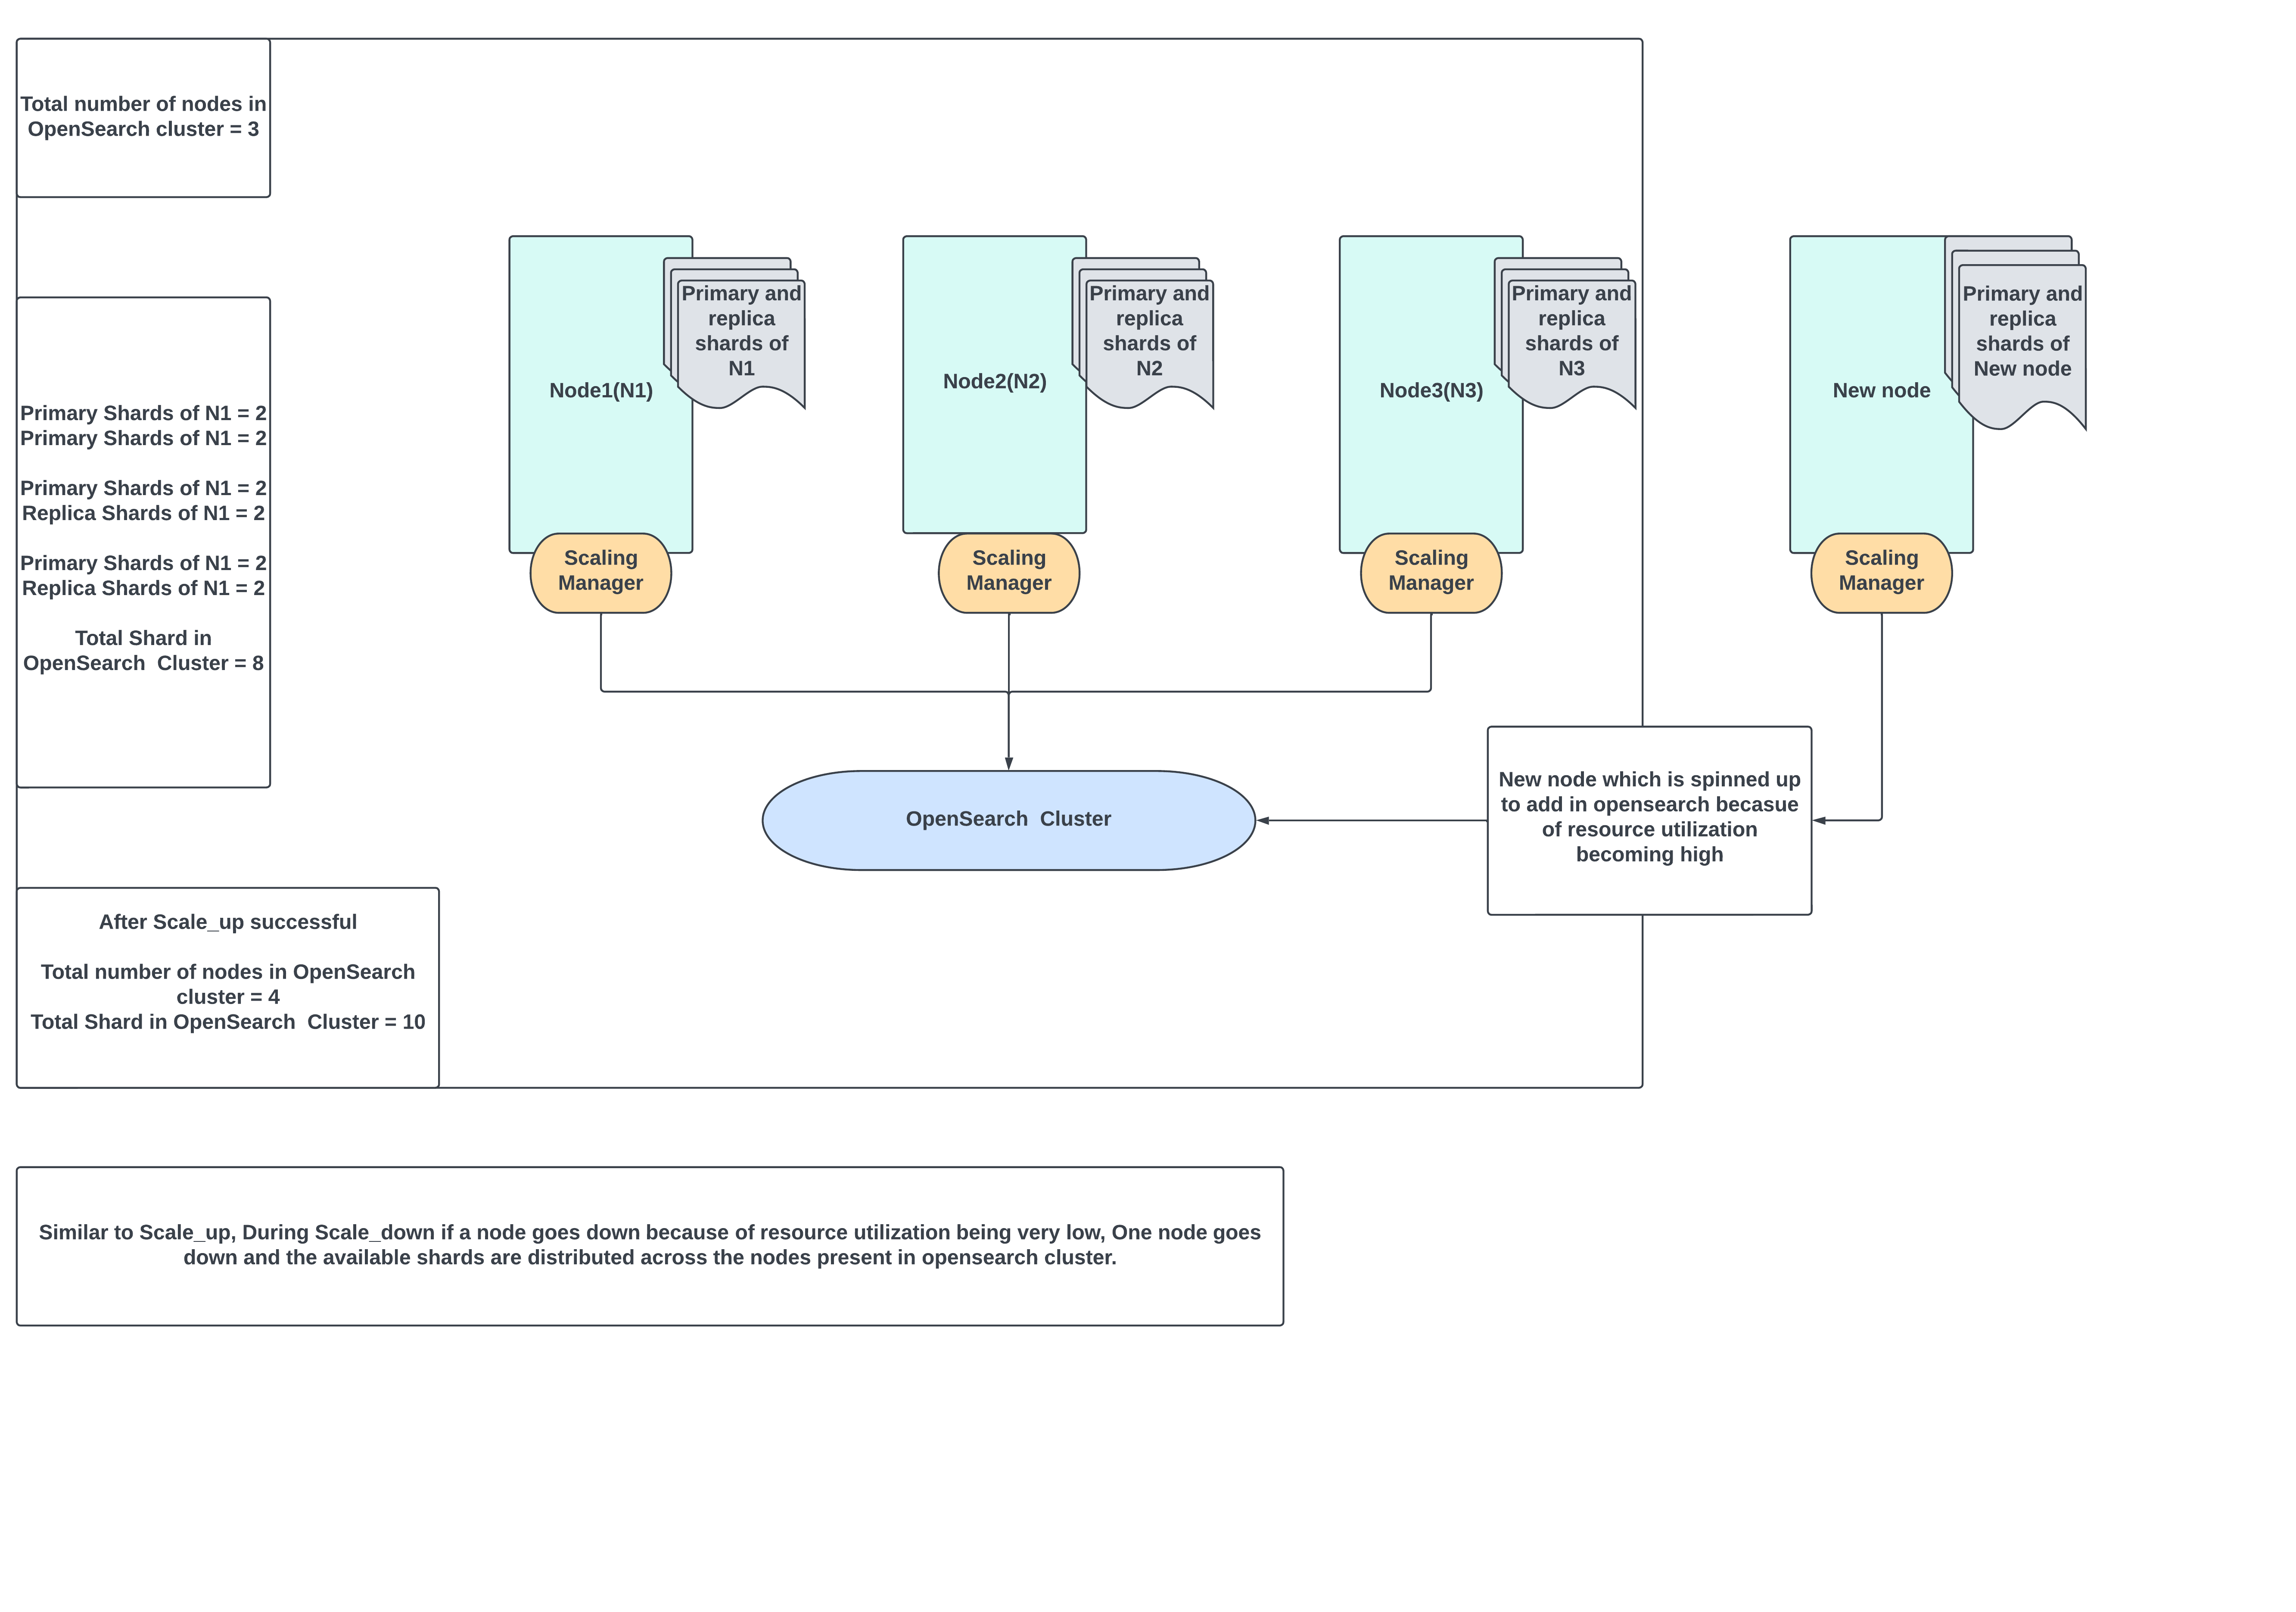 Total number of nodes in
OpenSearch cluster = 3
Primary Shards of N1 = 2
Primary Shards of N1 = 2
Primary Shards of N1 = 2
Replica Shards of N1 = 2
Primary Shards of N1 = 2
Replica Shards of N1 = 2
Total Shard in
OpenSearch  Cluster = 8
Node1(N1)
Primary and
replica
shards of
N1
Scaling
Manager
Node2(N2)
Primary and
replica
shards of
N2
Scaling
Manager
Node3(N3)
Primary and
replica
shards of
N3
Scaling
Manager
New node
Primary and
replica
shards of
New node
Scaling
Manager
OpenSearch  Cluster
New node which is spinned up
to add in opensearch becasue
of resource utilization
becoming high
After Scale_up successful
Total number of nodes in OpenSearch
cluster = 4
Total Shard in OpenSearch  Cluster = 10
Similar to Scale_up, During Scale_down if a node goes down because of resource utilization being very low, One node goes
down and the available shards are distributed across the nodes present in opensearch cluster.